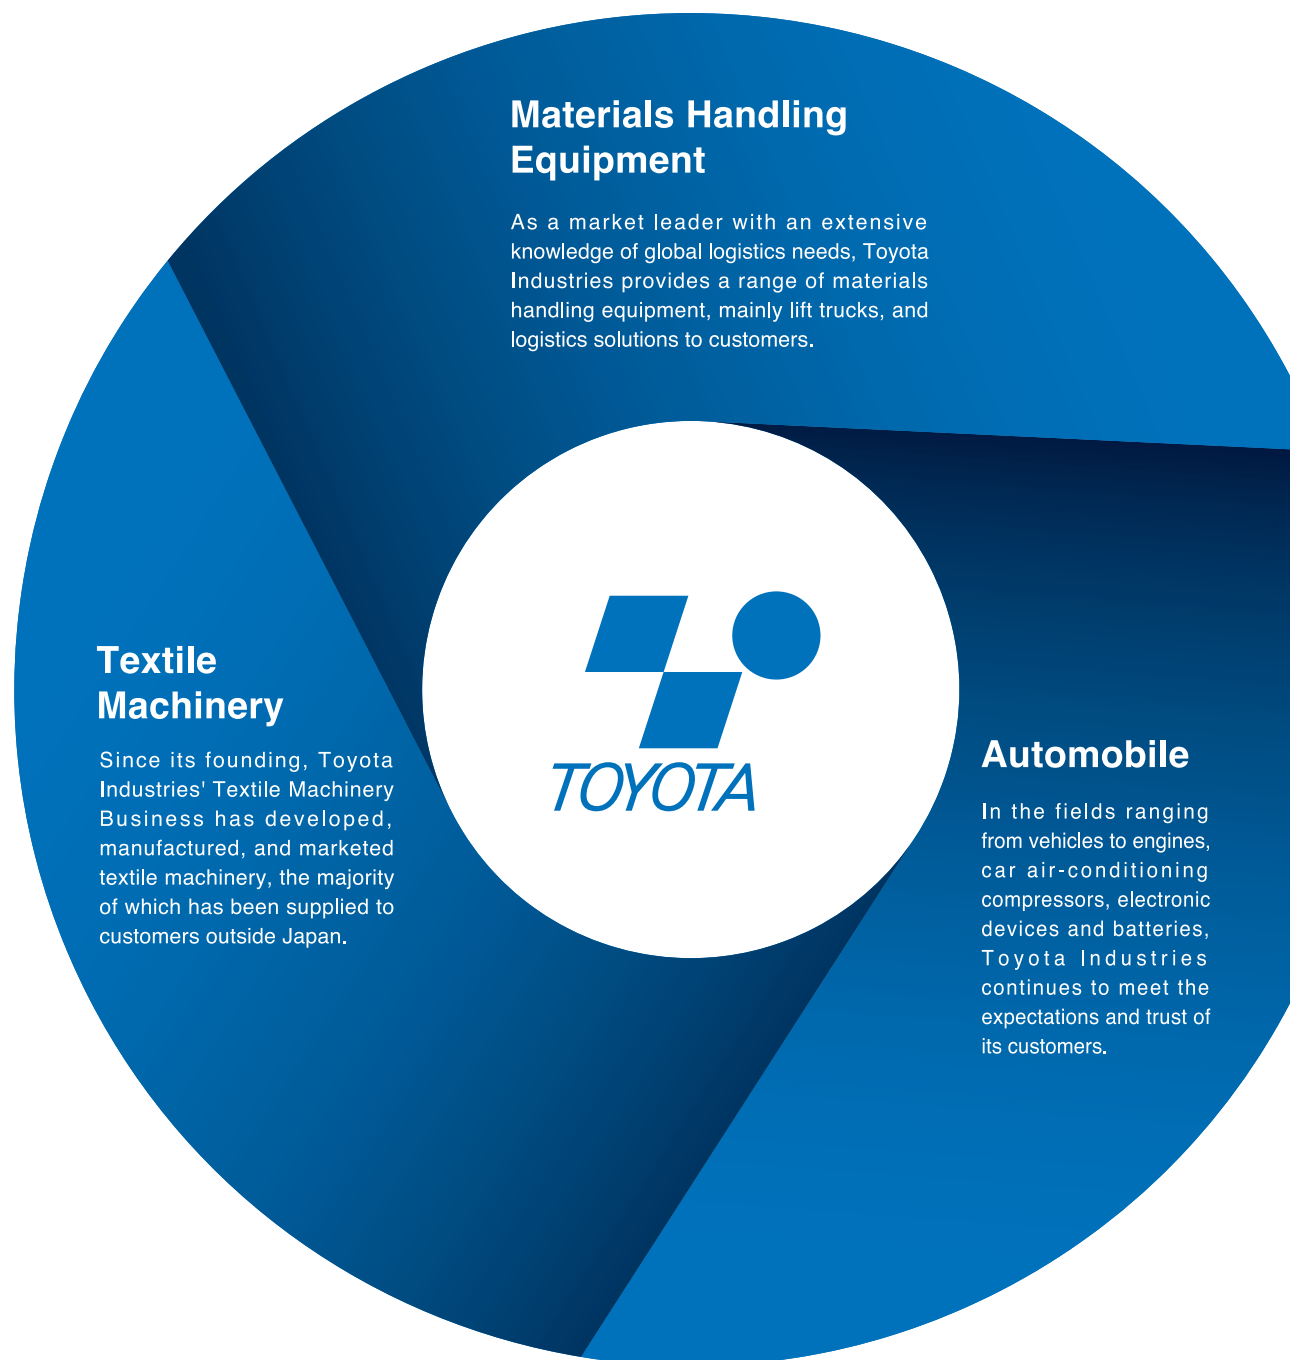 Materials Handling
Equipment
As a market leader with an extensive
knowledge of global logistics needs, Toyota
Industries provides a range of materials
handling equipment, mainly lift trucks, and
logistics solutions to customers.
Textile
Machinery
Since its founding, Toyota
Industries' Textile Machinery
Business has developed,
manufactured, and marketed
textile machinery, the majority
of which has been supplied to
customers outside Japan.
TOYOTA
Automobile
In the fields ranging
from vehicles to engines,
car air-conditioning
compressors, electronic
devices and batteries,
Toyota Industries
continues to meet the
expectations and trust of
its customers.